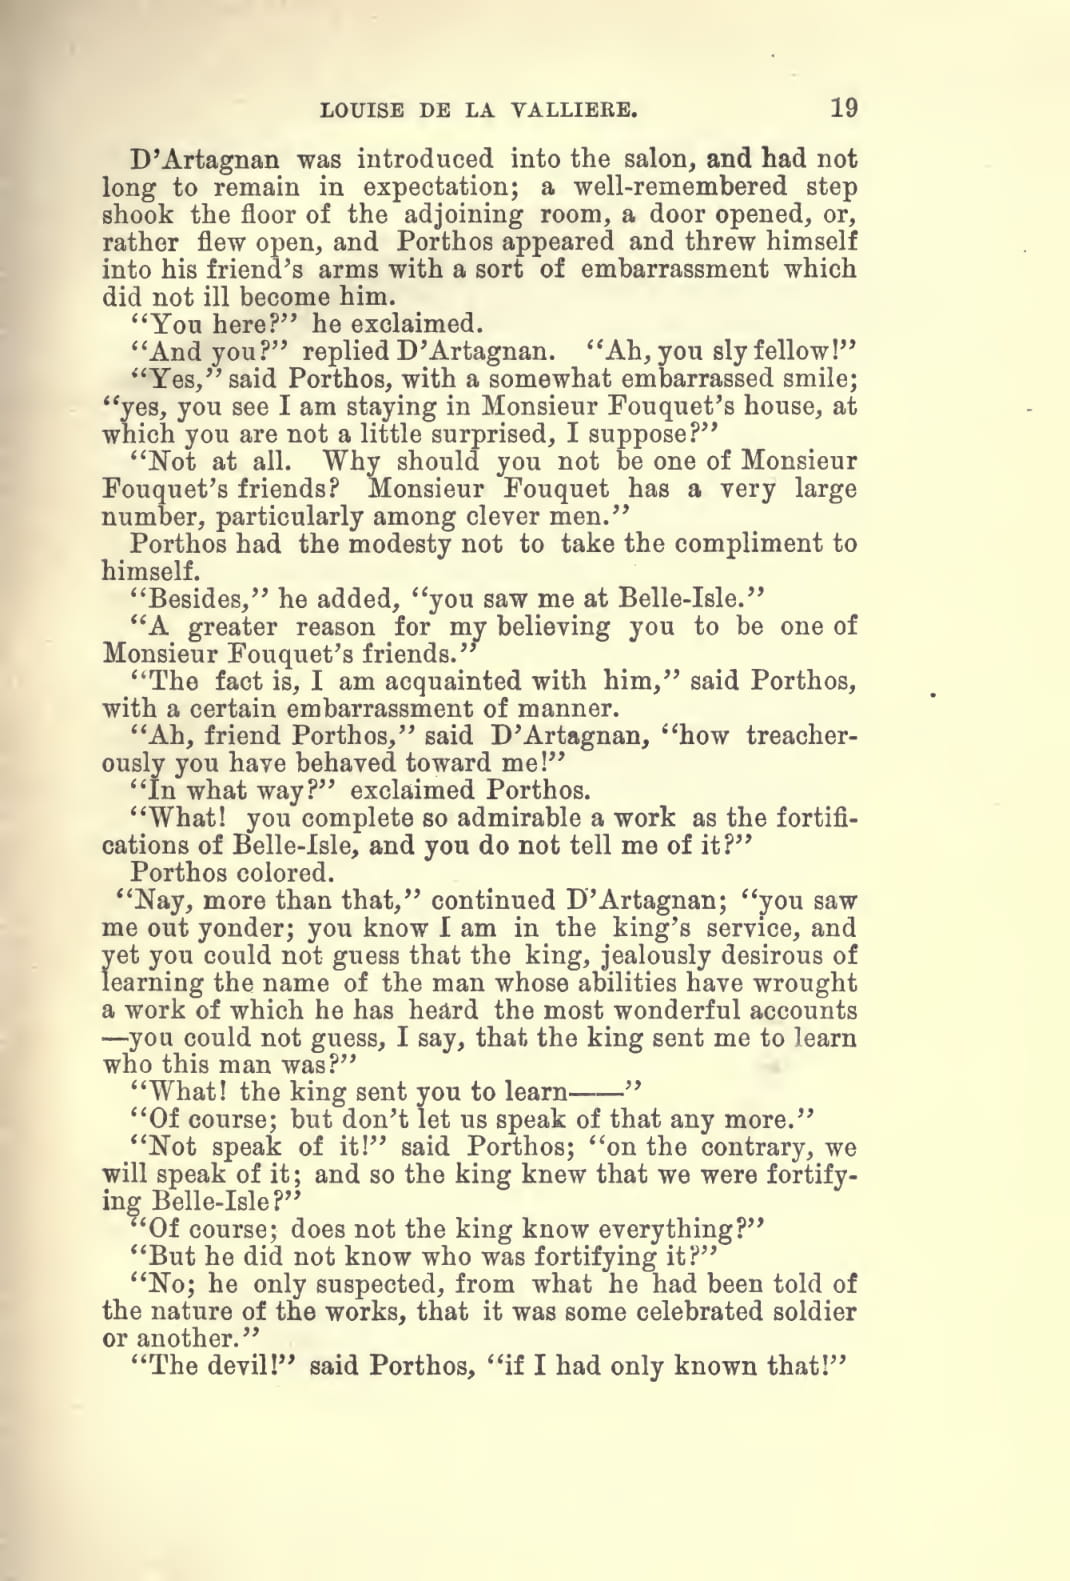 LOUISE DE LA VALLIERE. 19
D’Artagnan was introduced into the salon, and had not
long to remain in expectation; a well-remembered step
shook the floor of the adjoining room, a door opened, or,
rather flew open, and Porthos appeared and threw himself
into his friend’s arms with a sort of embarrassment which
did not ill become him.
“You here?” he exclaimed.
“And you?” replied D’Artagnan. “Ah, you sly fellow!”
“Yes,” said Porthos, with a somewhat embarrassed smile;
“yes, you see I am staying in Monsieur Fouquet’s house, at
which you are not a little surprised, I suppose?”
“Not at all. Why should you not be one of Monsieur
Fouquet’s friends? Monsieur Fouquet has a very large
number, particularly among clever men.”
Porthos had the modesty not to take the compliment to
himself.
“Besides,” he added, “you saw me at Belle-Isle.”
“A greater reason for my believing you to be one of
Monsieur Fouquet’s friends.”
“The fact is, I am acquainted with him,” said Porthos,
with a certain embarrassment of manner.
“Ah, friend Porthos,” said D’Artagnan, “how treacher-
ously you have behaved toward me!”
“In what way?” exclaimed Porthos.
“What! you complete so admirable a work as the fortifi-
cations of Belle-Isle, and you do not tell me of it?”
Porthos colored.
“Nay, more than that,” continued D’Artagnan; “you saw
me out yonder; you know I am in the king’s service, and
yet you could not guess that the king, jealously desirous of
learning the name of the man whose abilities have wrought
a work of which he has heard the most wonderful accounts
—you could not guess, I say, that the king sent me to learn
who this man was?”
“What! the king sent you to learn——”
“Of course; but don’t let us speak of that any more.”
“Not speak of it!” said Porthos; “on the contrary, we
will speak of it; and so the king knew that we were fortify-
ing Belle-Isle?”
“Of course; does not the king know everything?”
“But he did not know who was fortifying it?”
“No; he only suspected, from what he had been told of
the nature of the works, that it was some celebrated soldier
or another.”
“The devil!” said Porthos, “if I had only known that!”